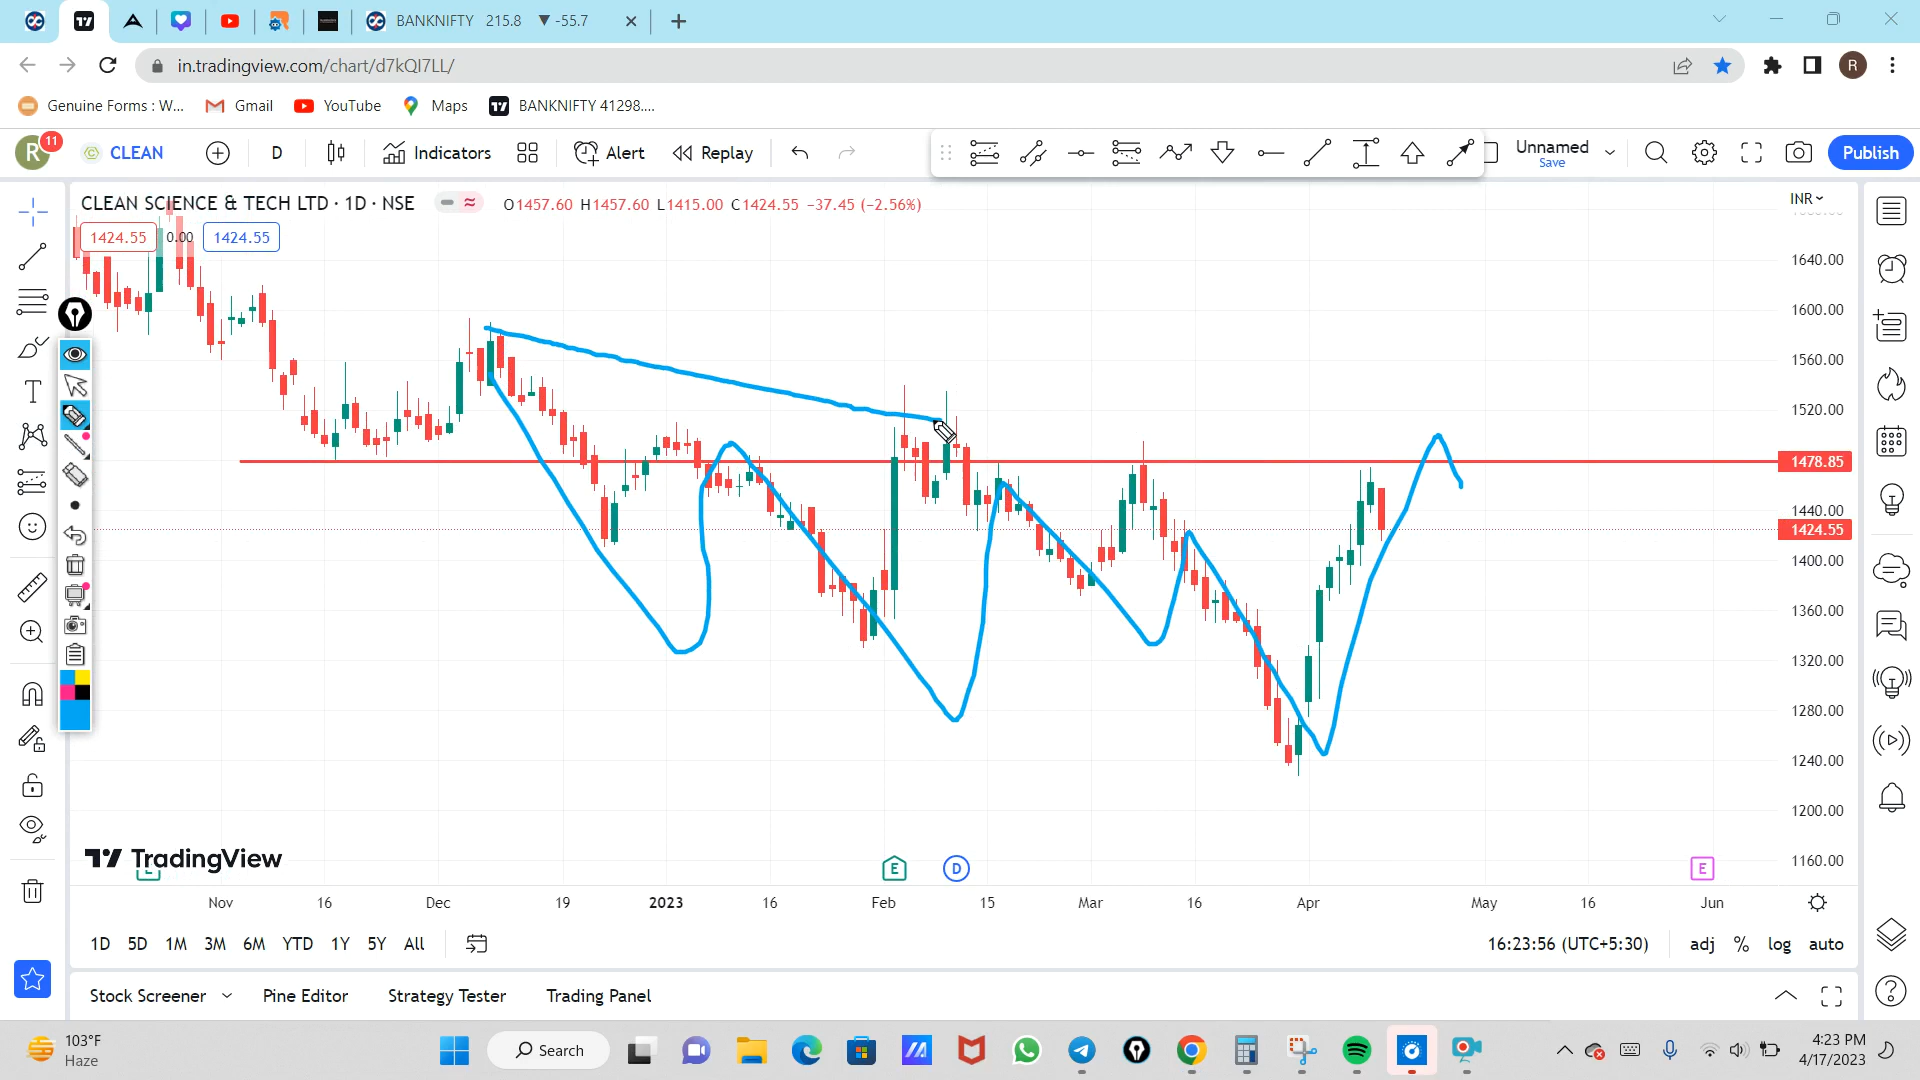 BANKNIFTY 215.8 ▼ -55.7
in.tradingview.com/chart/d7kQI7LL/
R
Genuine Forms : W...
Gmail
YouTube
Maps
BANKNIFTY 41298....
R 11
CLEAN
D
Indicators
Alert
Replay
Unnamed
Save
Publish
CLEAN SCIENCE & TECH LTD · 1D · NSE
O1457.60 H1457.60 L1415.00 C1424.55 −37.45 (−2.56%)
INR
1424.55 0.00 1424.55
1640.00
1600.00
1560.00
1520.00
1478.85
1440.00
1424.55
1400.00
1360.00
1320.00
1280.00
1240.00
1200.00
1160.00
TradingView
E
E
D
E
Nov 16 Dec 19 2023 16 Feb 15 Mar 16 Apr May 16 Jun
1D 5D 1M 3M 6M YTD 1Y 5Y All
16:23:56 (UTC+5:30)
adj % log auto
Stock Screener
Pine Editor
Strategy Tester
Trading Panel
103°F
Haze
Search
4:23 PM
4/17/2023